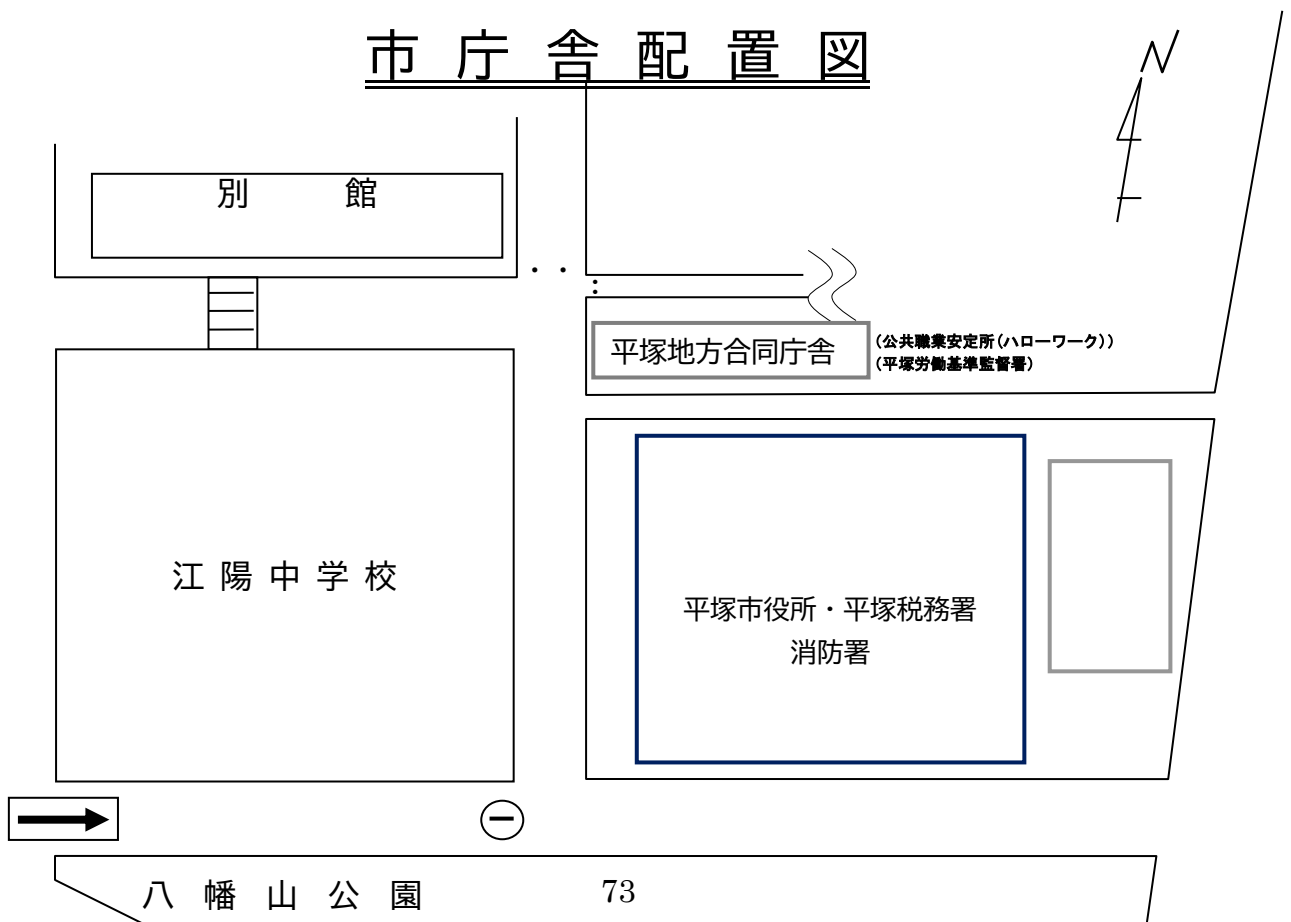 市庁舎配置図
N
別館
平塚地方合同庁舎
(公共職業安定所(ハローワーク))
(平塚労働基準監督署)
江陽中学校
平塚市役所・平塚税務署
消防署
八幡山公園
73